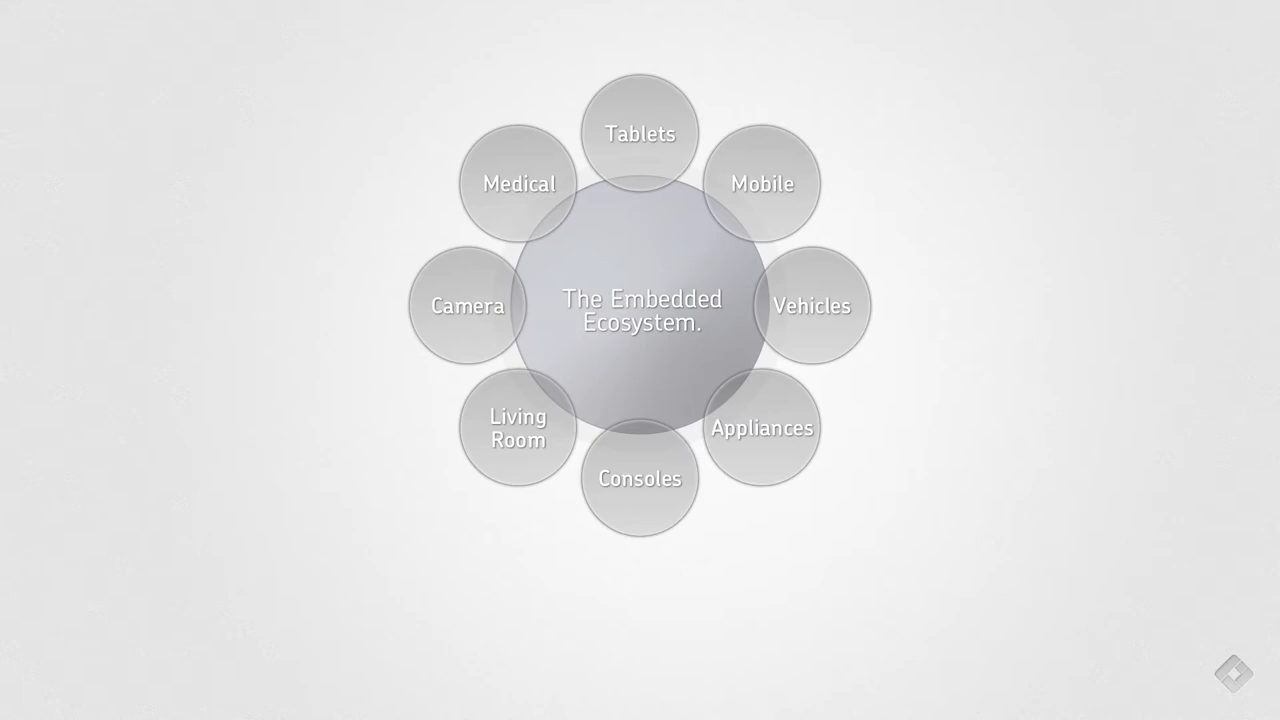 Tablets
Medical
Mobile
Camera
The Embedded
Ecosystem.
Vehicles
Living
Room
Appliances
Consoles